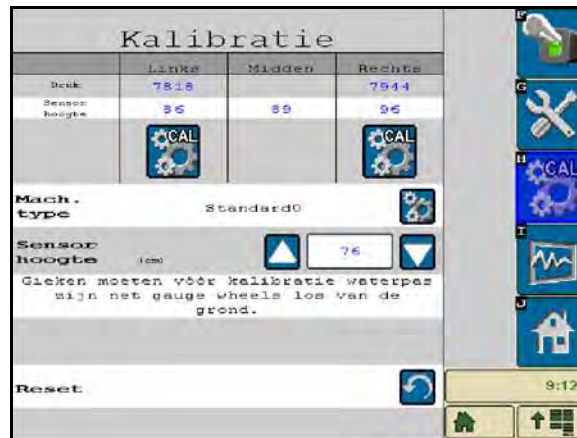 Kalibratie
Links Midden Rechts
Druk 7818 7944
Sensor hoogte 86 89 96
CAL CAL
Mach. type Standard0
Sensor hoogte (cm) 76
Gieken moeten vóór kalibratie waterpas
zijn met gauge wheels los van de
grond.
Reset
F
G
H
CAL
I
J
9:12